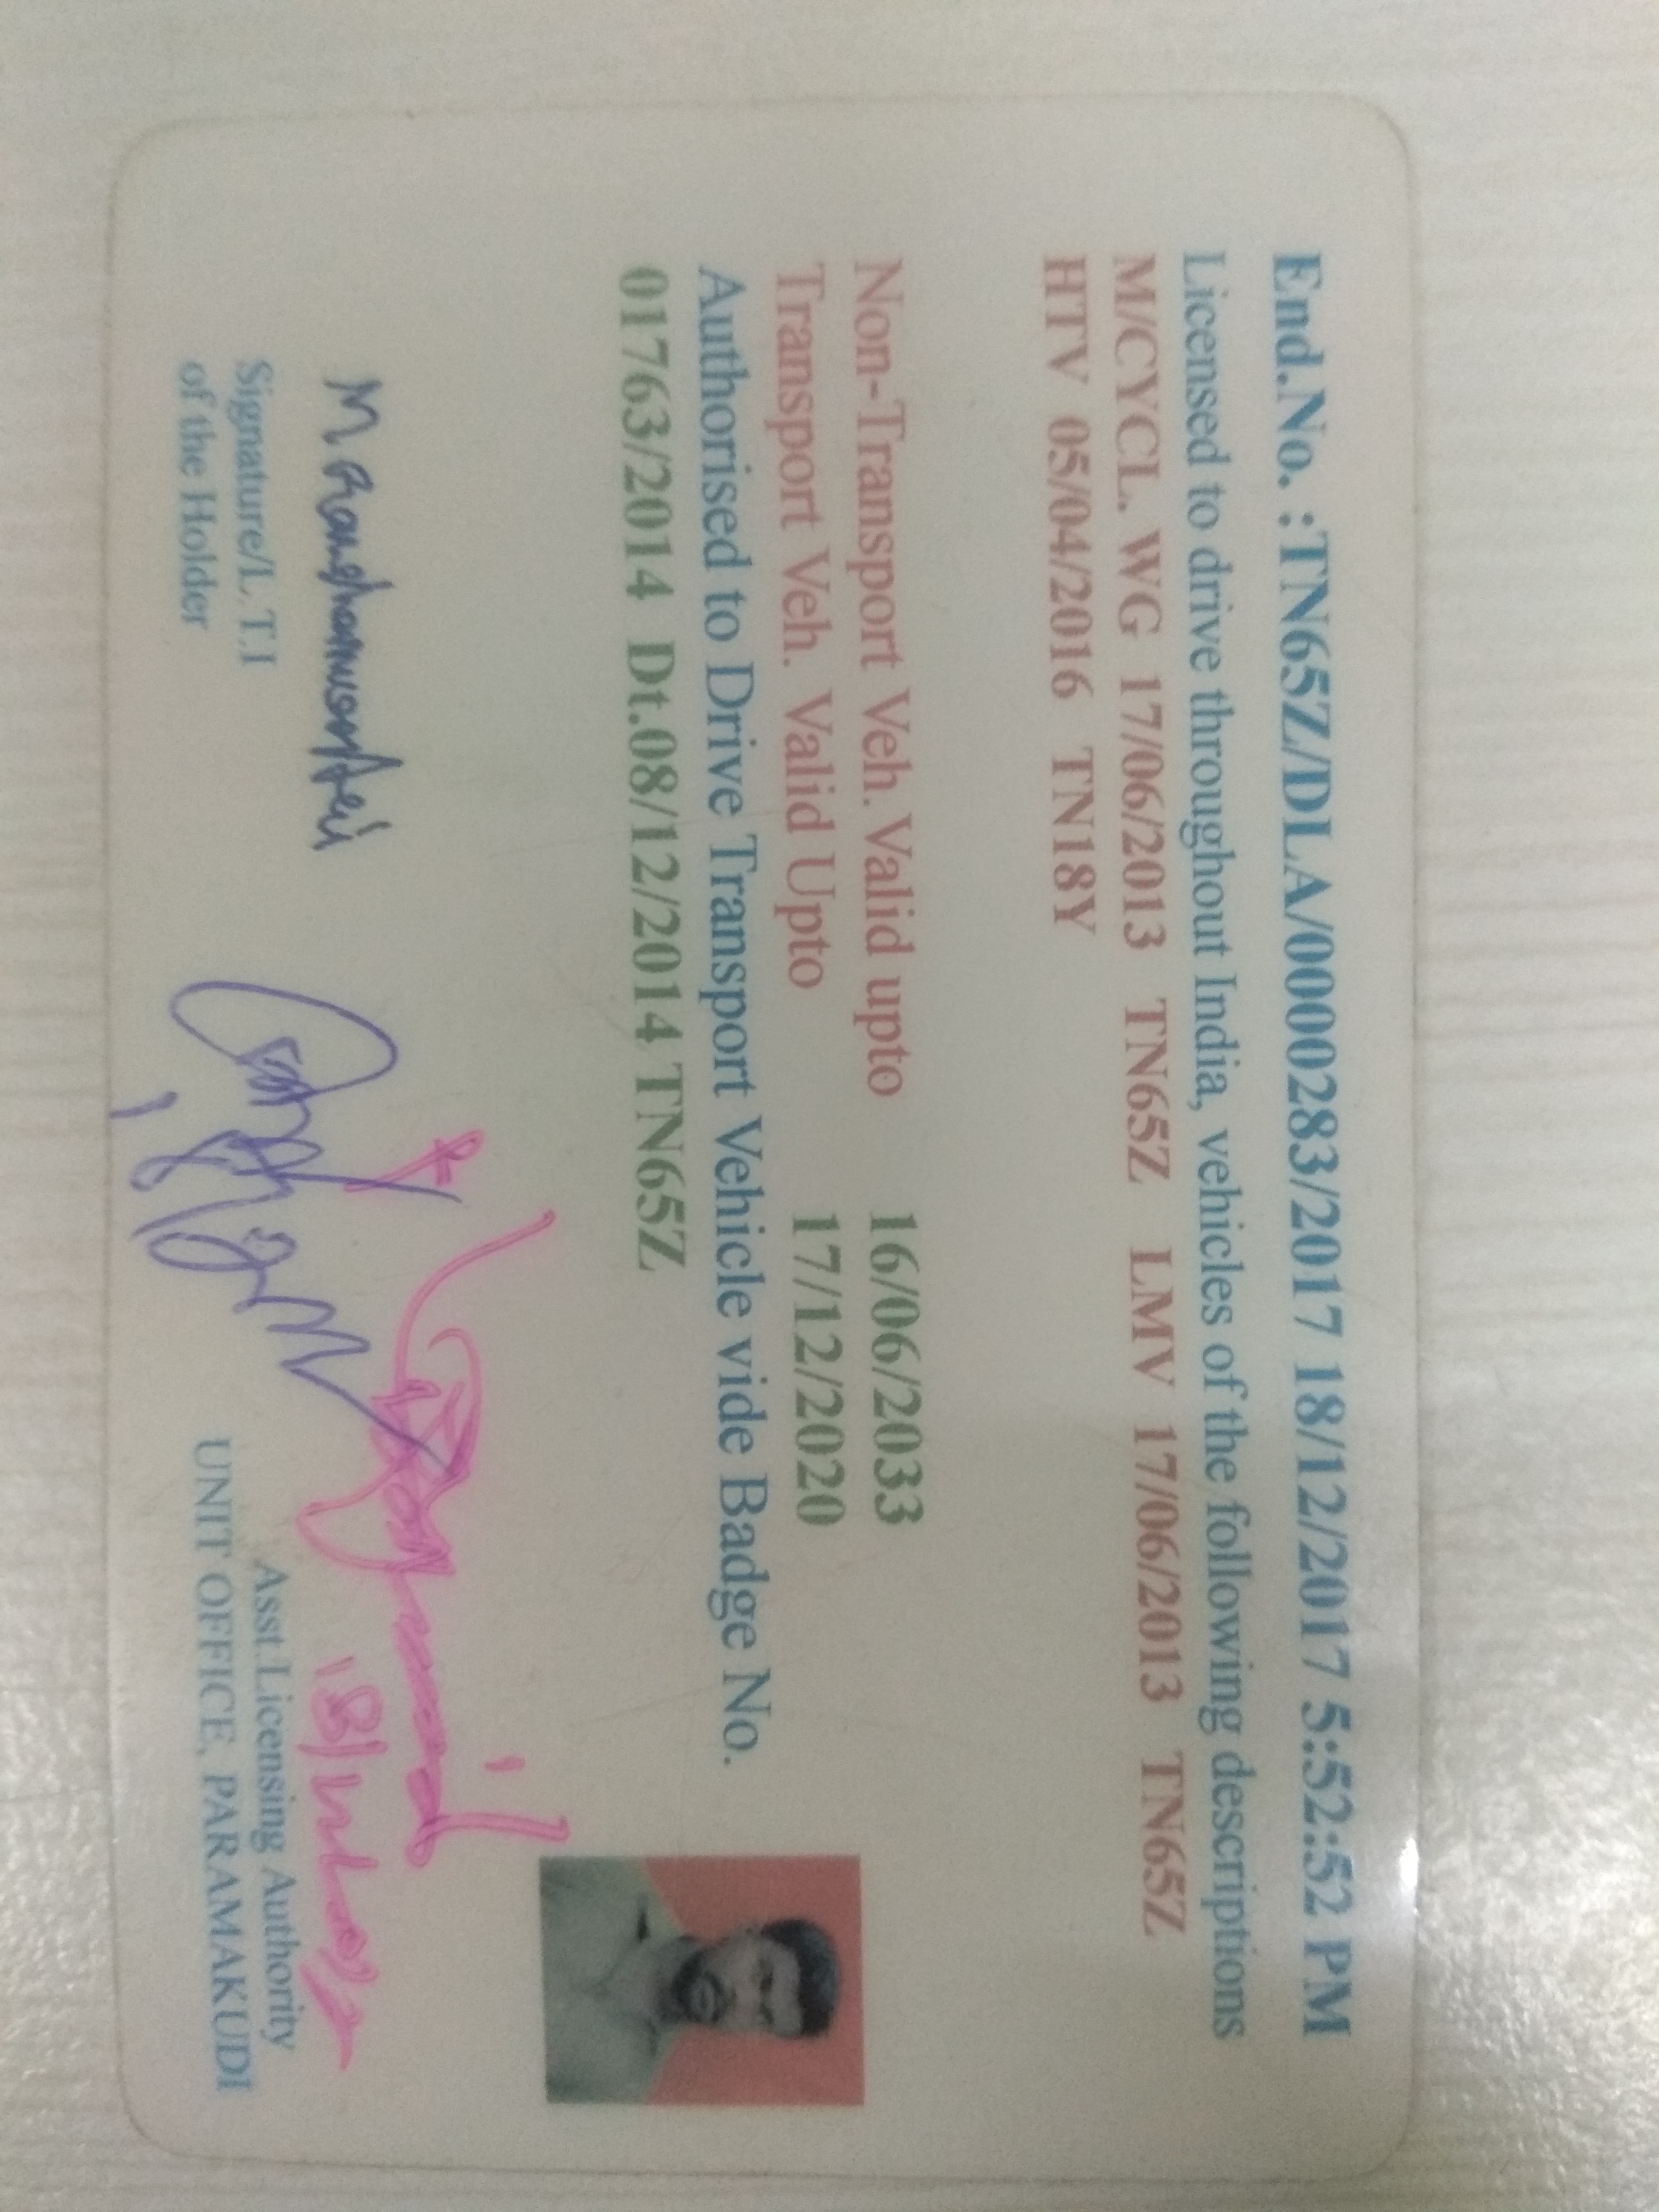 End.No. :TN65Z/DLA/0000283/2017 18/12/2017 5:52:52 PM
Licensed to drive throughout India, vehicles of the following descriptions
M/CYCL. WG 17/06/2013 TN65Z LMV 17/06/2013 TN65Z
HTV 05/04/2016 TN18Y
Non-Transport Veh. Valid upto 16/06/2033
Transport Veh. Valid Upto 17/12/2020
Authorised to Drive Transport Vehicle vide Badge No.
01763/2014 Dt.08/12/2014 TN65Z
M
Signature/L.T.I
of the Holder
Asst.Licensing Authority
UNIT OFFICE, PARAMAKUDI